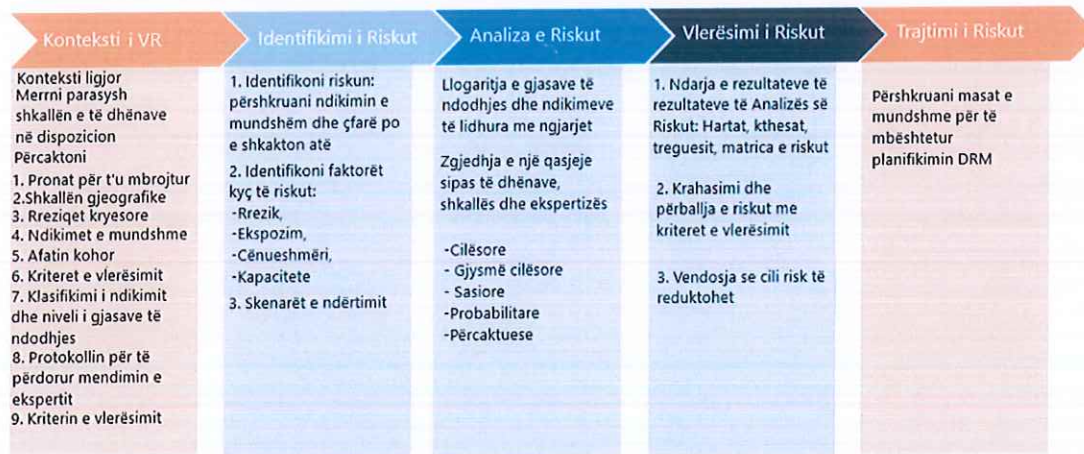 Konteksti i VR
Konteksti ligjor
Merrni parasysh
shkallën e të dhënave
në dispozicion
Përcaktoni
1. Pronat për t'u mbrojtur
2.Shkallën gjeografike
3. Rreziqet kryesore
4. Ndikimet e mundshme
5. Afatin kohor
6. Kriteret e vlerësimit
7. Klasifikimi i ndikimit
dhe niveli i gjasave të
ndodhjes
8. Protokollin për të
përdorur mendimin e
ekspertit
9. Kriterin e vlerësimit
Identifikimi i Riskut
1. Identifikoni riskun:
përshkruani ndikimin e
mundshëm dhe çfarë po
e shkakton atë
2. Identifikoni faktorët
kyç të riskut:
-Rrezik,
-Ekspozim,
-Cënueshmëri,
-Kapacitete
3. Skenarët e ndërtimit
Analiza e Riskut
Llogaritja e gjasave të
ndodhjes dhe ndikimeve
të lidhura me ngjarjet
Zgjedhja e një qasjeje
sipas të dhënave,
shkallës dhe ekspertizës
-Cilësore
- Gjysmë cilësore
- Sasiore
-Probabilitare
-Përcaktuese
Vlerësimi i Riskut
1. Ndarja e rezultateve të
rezultateve të Analizës së
Riskut: Hartat, kthesat,
treguesit, matrica e riskut
2. Krahasimi dhe
përballja e riskut me
kriteret e vlerësimit
3. Vendosja se cili risk të
reduktohet
Trajtimi i Riskut
Përshkruani masat e
mundshme për të
mbështetur
planifikimin DRM